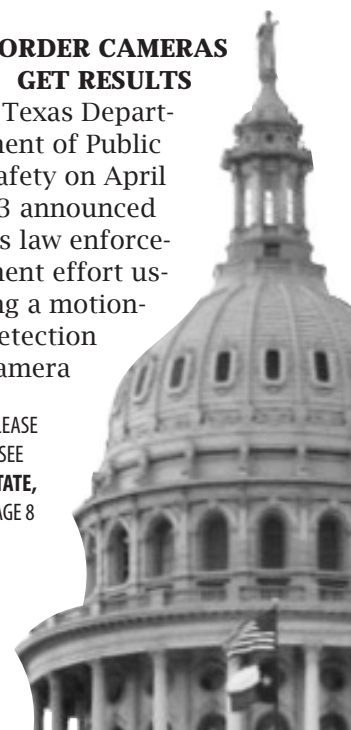 ORDER CAMERAS
GET RESULTS
Texas Depart-
ment of Public
afety on April
3 announced
s law enforce-
ment effort us-
ng a motion-
etection
amera
LEASE
SEE
TATE,
AGE 8